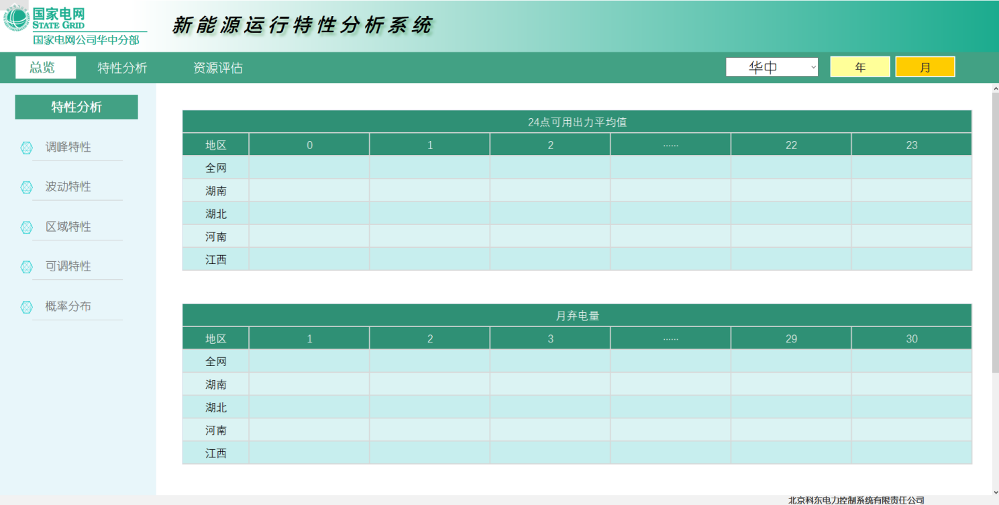 国家电网
STATE GRID
国家电网公司华中分部
新能源运行特性分析系统
总览 特性分析 资源评估 华中 年 月
特性分析
调峰特性
波动特性
区域特性
可调特性
概率分布
24点可用出力平均值
地区 0 1 2 ...... 22 23
全网
湖南
湖北
河南
江西
月弃电量
地区 1 2 3 ...... 29 30
全网
湖南
湖北
河南
江西
北京科东电力控制系统有限责任公司